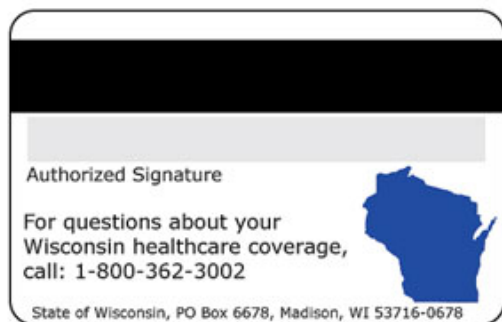 Authorized Signature
For questions about your
Wisconsin healthcare coverage,
call: 1-800-362-3002
State of Wisconsin, PO Box 6678, Madison, WI 53716-0678